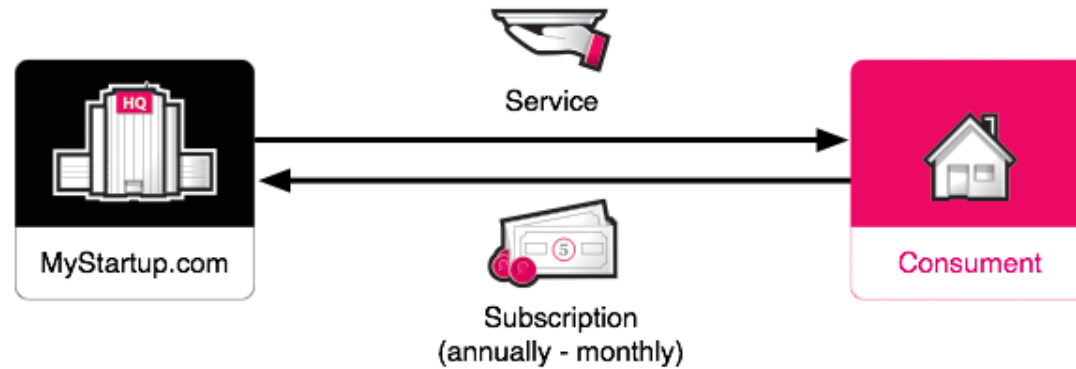 Service
HQ
MyStartup.com
5
Subscription
(annually - monthly)
Consument